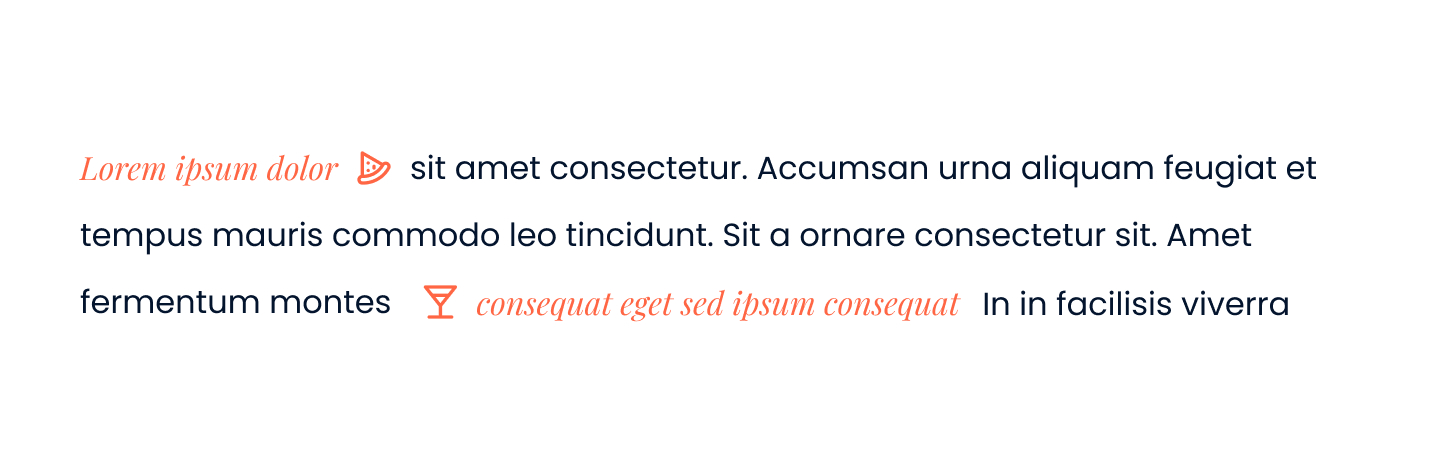 Lorem ipsum dolor sit amet consectetur. Accumsan urna aliquam feugiat et
tempus mauris commodo leo tincidunt. Sit a ornare consectetur sit. Amet
fermentum montes consequat eget sed ipsum consequat In in facilisis viverra